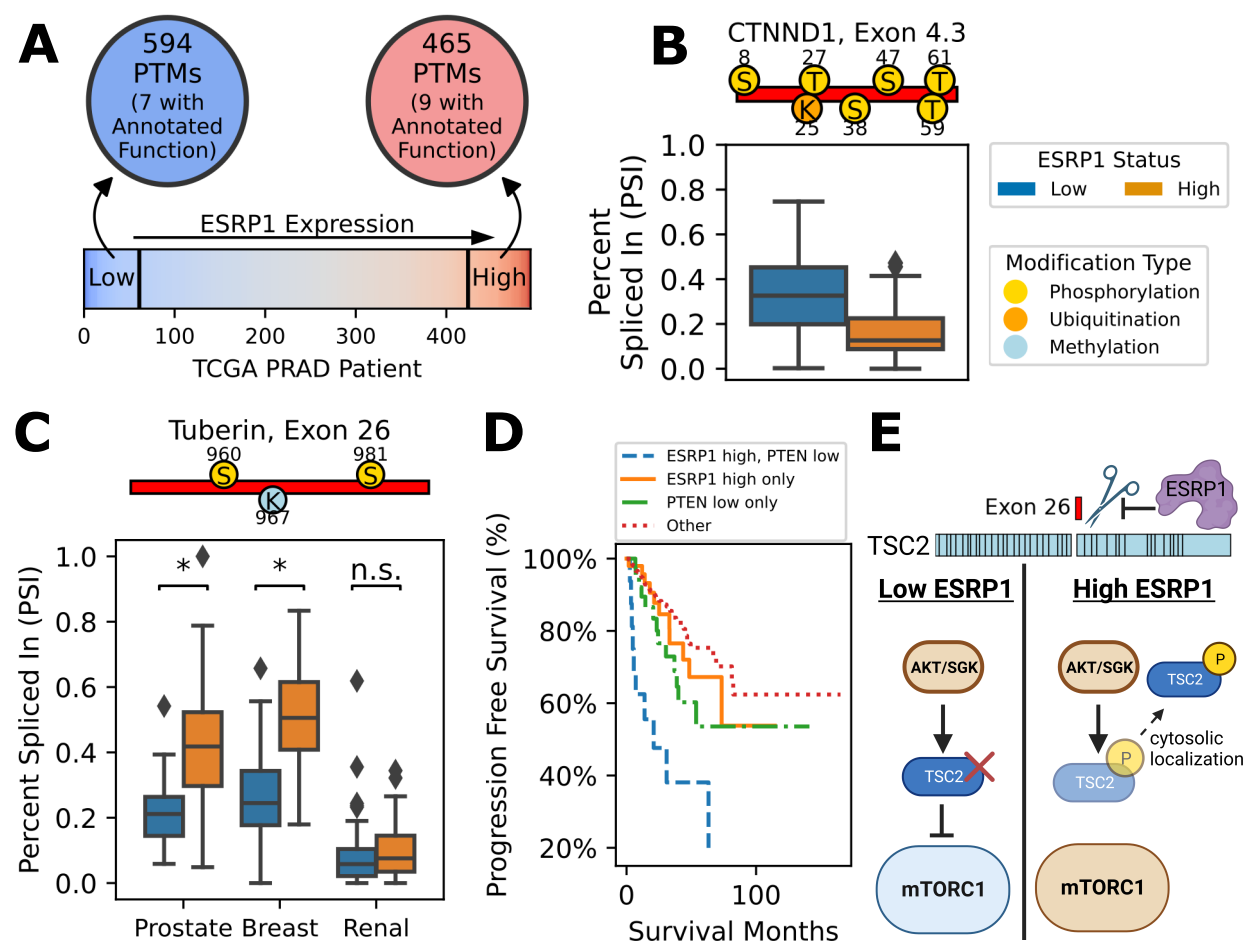 A
594
PTMs
(7 with
Annotated
Function)
465
PTMs
(9 with
Annotated
Function)
ESRP1 Expression
Low
High
0 100 200 300 400
TCGA PRAD Patient
B
CTNND1, Exon 4.3
8 27 47 61
S T S T
K S T
25 38 59
Percent
Spliced In (PSI)
1.0
0.8
0.6
0.4
0.2
0.0
ESRP1 Status
Low High
Modification Type
Phosphorylation
Ubiquitination
Methylation
C
Tuberin, Exon 26
960 981
S S
K
967
Percent Spliced In (PSI)
1.0
0.8
0.6
0.4
0.2
0.0
* * n.s.
Prostate Breast Renal
D
ESRP1 high, PTEN low
ESRP1 high only
PTEN low only
Other
Progression Free Survival (%)
100%
80%
60%
40%
20%
0 100
Survival Months
E
ESRP1
Exon 26
TSC2
Low ESRP1
AKT/SGK
TSC2
mTORC1
High ESRP1
AKT/SGK
P
TSC2
P
TSC2
cytosolic
localization
mTORC1